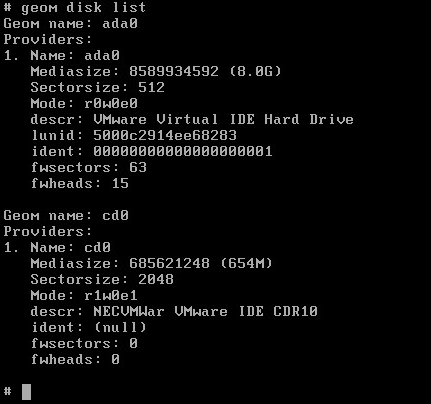 # geom disk list
Geom name: ada0
Providers:
1. Name: ada0
   Mediasize: 8589934592 (8.0G)
   Sectorsize: 512
   Mode: r0w0e0
   descr: VMware Virtual IDE Hard Drive
   lunid: 5000c2914ee68283
   ident: 00000000000000000001
   fwsectors: 63
   fwheads: 15

Geom name: cd0
Providers:
1. Name: cd0
   Mediasize: 685621248 (654M)
   Sectorsize: 2048
   Mode: r1w0e1
   descr: NECVMWar VMware IDE CDR10
   ident: (null)
   fwsectors: 0
   fwheads: 0

#